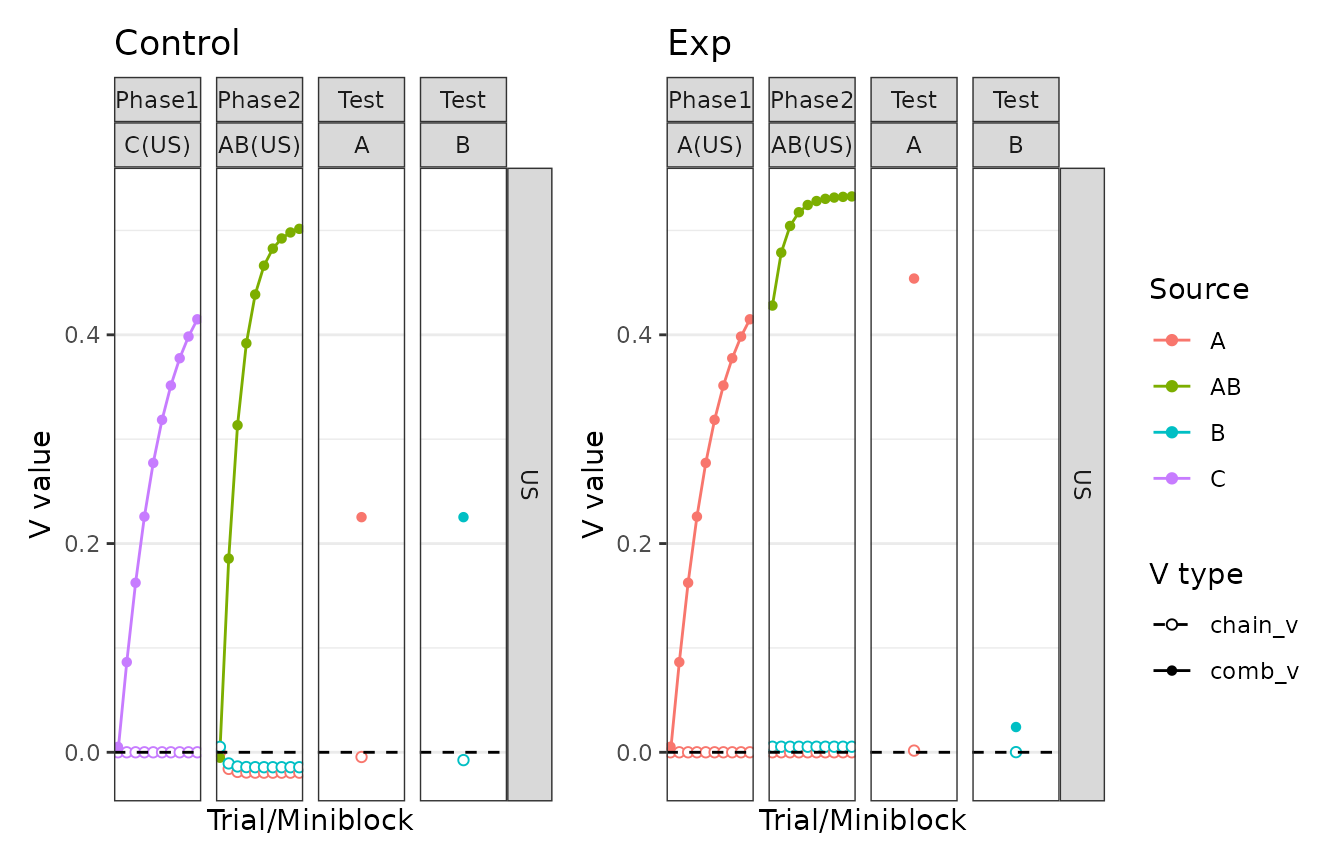 Control
Phase1 Phase2 Test Test
C(US) AB(US) A B
US
0.4
0.2
0.0
V value
Trial/Miniblock
Exp
Phase1 Phase2 Test Test
A(US) AB(US) A B
US
0.4
0.2
0.0
V value
Trial/Miniblock
Source
A
AB
B
C
V type
chain_v
comb_v